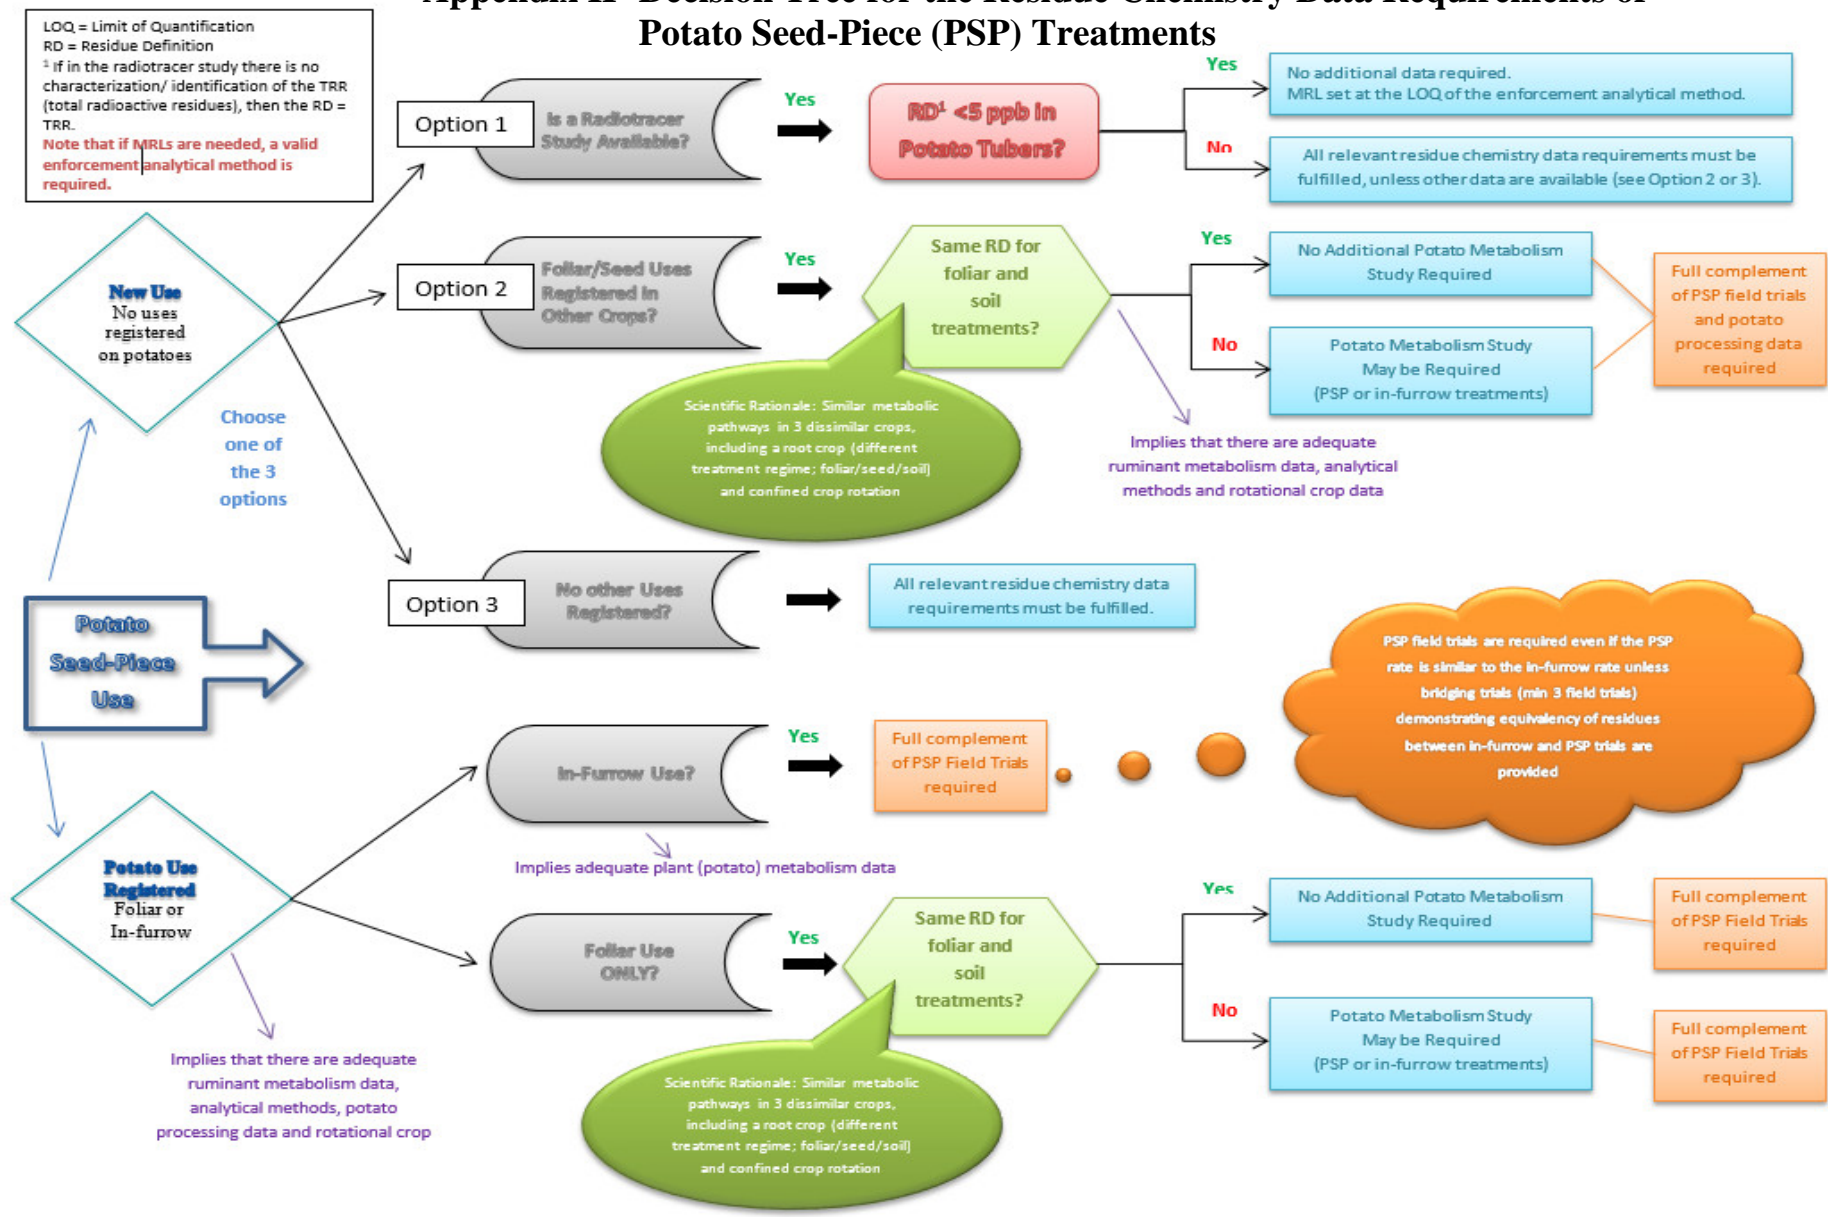 Appendix II Decision Tree for the Residue Chemistry Data Requirements of
Potato Seed-Piece (PSP) Treatments
LOQ = Limit of Quantification
RD = Residue Definition
1 If in the radiotracer study there is no
characterization/ identification of the TRR
(total radioactive residues), then the RD =
TRR.
Note that if MRLs are needed, a valid
enforcement analytical method is
required.
Option 1
Is a Radiotracer
Study Available?
Yes
RD1 <5 ppb in
Potato Tubers?
Yes
No additional data required.
MRL set at the LOQ of the enforcement analytical method.
No
All relevant residue chemistry data requirements must be
fulfilled, unless other data are available (see Option 2 or 3).
New Use
No uses
registered
on potatoes
Choose
one of
the 3
options
Option 2
Foliar/Seed Uses
Registered in
Other Crops?
Yes
Same RD for
foliar and
soil
treatments?
Scientific Rationale: Similar metabolic
pathways in 3 dissimilar crops,
including a root crop (different
treatment regime; foliar/seed/soil)
and confined crop rotation
Yes
No Additional Potato Metabolism
Study Required
No
Potato Metabolism Study
May be Required
(PSP or in-furrow treatments)
Full complement
of PSP field trials
and potato
processing data
required
Implies that there are adequate
ruminant metabolism data, analytical
methods and rotational crop data
Option 3
No other Uses
Registered?
All relevant residue chemistry data
requirements must be fulfilled.
Potato
Seed-Piece
Use
PSP field trials are required even if the PSP
rate is similar to the in-furrow rate unless
bridging trials (min 3 field trials)
demonstrating equivalency of residues
between in-furrow and PSP trials are
provided
In-Furrow Use?
Yes
Full complement
of PSP Field Trials
required
Implies adequate plant (potato) metabolism data
Potato Use
Registered
Foliar or
In-furrow
Implies that there are adequate
ruminant metabolism data,
analytical methods, potato
processing data and rotational crop
Foliar Use
ONLY?
Yes
Same RD for
foliar and
soil
treatments?
Scientific Rationale: Similar metabolic
pathways in 3 dissimilar crops,
including a root crop (different
treatment regime; foliar/seed/soil)
and confined crop rotation
Yes
No Additional Potato Metabolism
Study Required
Full complement
of PSP Field Trials
required
No
Potato Metabolism Study
May be Required
(PSP or in-furrow treatments)
Full complement
of PSP Field Trials
required